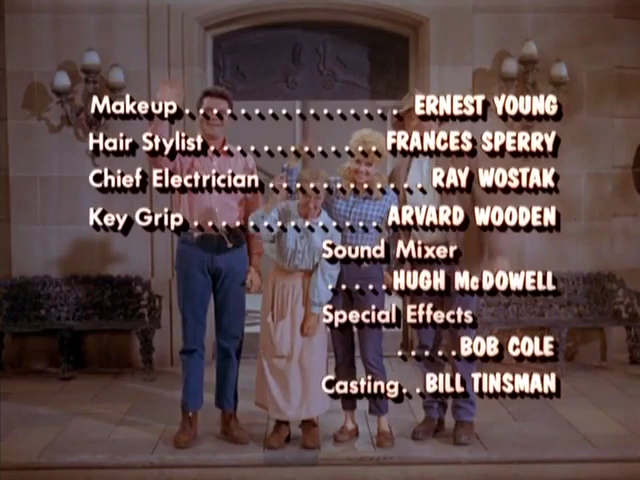 Makeup . . . . . . . . . . . . . . . ERNEST YOUNG
Hair Stylist . . . . . . . . . . . . FRANCES SPERRY
Chief Electrician . . . . . . . . . . . RAY WOSTAK
Key Grip . . . . . . . . . . . . . ARVARD WOODEN
Sound Mixer
. . . . . HUGH McDOWELL
Special Effects
. . . . . BOB COLE
Casting . . BILL TINSMAN